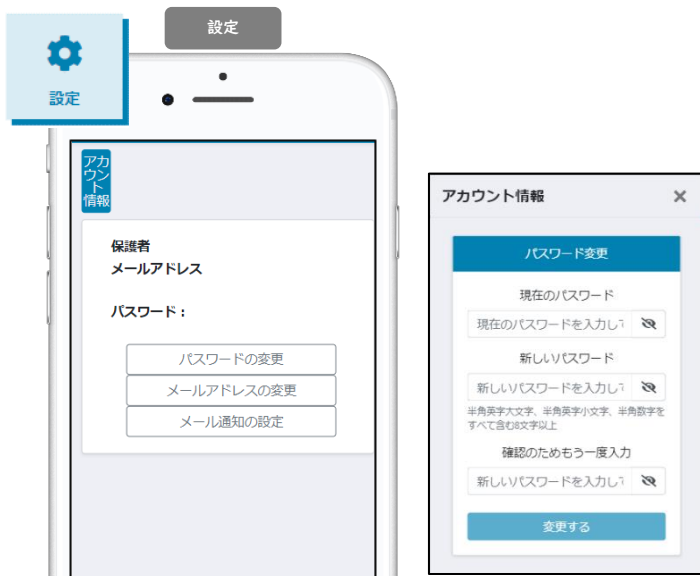 設定
設定
アカ
ウン
ト
情報
保護者
メールアドレス
パスワード：
パスワードの変更
メールアドレスの変更
メール通知の設定
アカウント情報 ×
パスワード変更
現在のパスワード
現在のパスワードを入力して
新しいパスワード
新しいパスワードを入力して
半角英字大文字、半角英字小文字、半角数字を
すべて含む8文字以上
確認のためもう一度入力
新しいパスワードを入力して
変更する